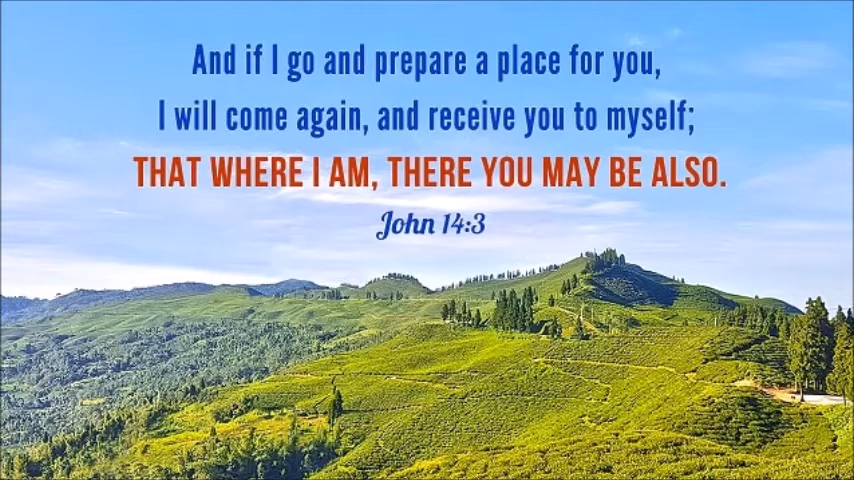 And if I go and prepare a place for you,
I will come again, and receive you to myself;
THAT WHERE I AM, THERE YOU MAY BE ALSO.
John 14:3